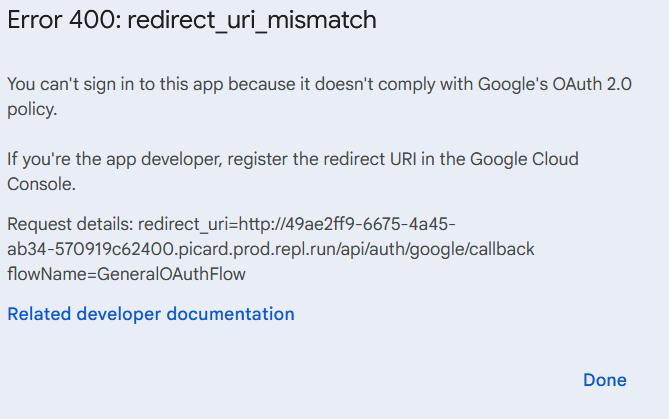 Error 400: redirect_uri_mismatch
You can't sign in to this app because it doesn't comply with Google's OAuth 2.0
policy.
If you're the app developer, register the redirect URI in the Google Cloud
Console.
Request details: redirect_uri=http://49ae2ff9-6675-4a45-
ab34-570919c62400.picard.prod.repl.run/api/auth/google/callback
flowName=GeneralOAuthFlow
Related developer documentation
Done